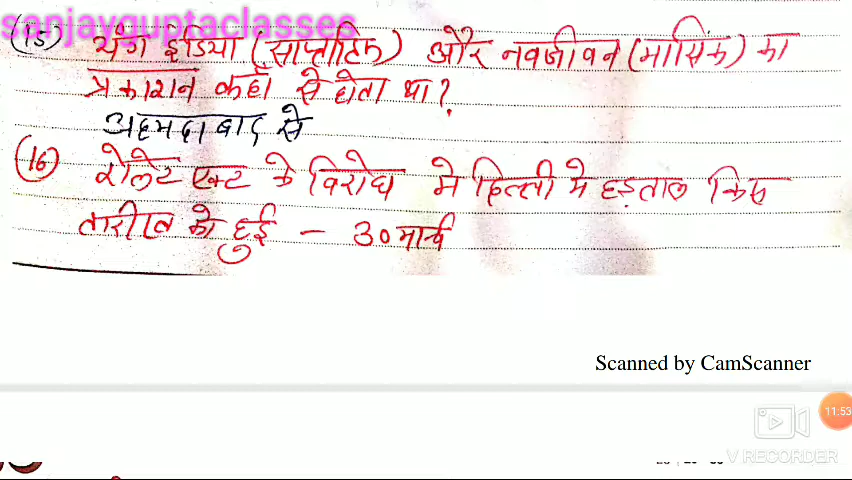 sanjayguptaclasses
(15) यंग इंडिया (साप्ताहिक) और नवजीवन (मासिक) का
प्रकाशन कहाँ से होता था?
अहमदाबाद से
(16) रोलेट एक्ट के विरोध मे दिल्ली मे हड़ताल किस
तारीख को हुई - 30 मार्च
Scanned by CamScanner
11:53
V RECORDER